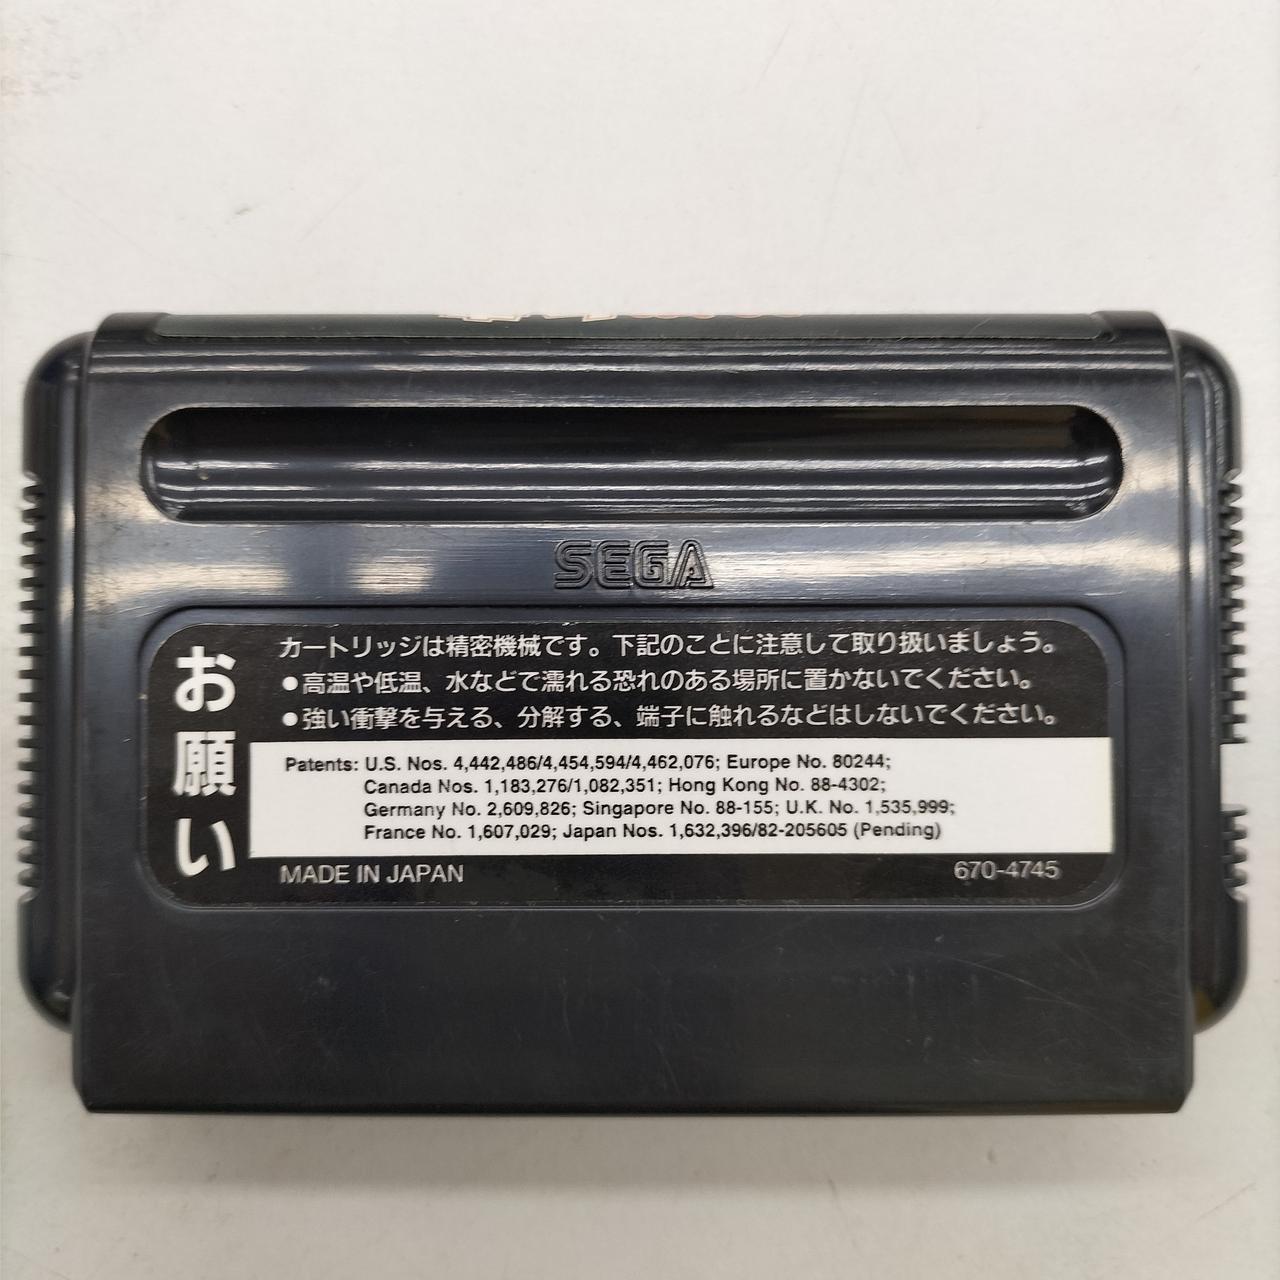 SEGA
お願い
カートリッジは精密機械です。下記のことに注意して取り扱いましょう。
●高温や低温、水などで濡れる恐れのある場所に置かないでください。
●強い衝撃を与える、分解する、端子に触れるなどはしないでください。
Patents: U.S. Nos. 4,442,486/4,454,594/4,462,076; Europe No. 80244;
Canada Nos. 1,183,276/1,082,351; Hong Kong No. 88-4302;
Germany No. 2,609,826; Singapore No. 88-155; U.K. No. 1,535,999;
France No. 1,607,029; Japan Nos. 1,632,396/82-205605 (Pending)
MADE IN JAPAN
670-4745